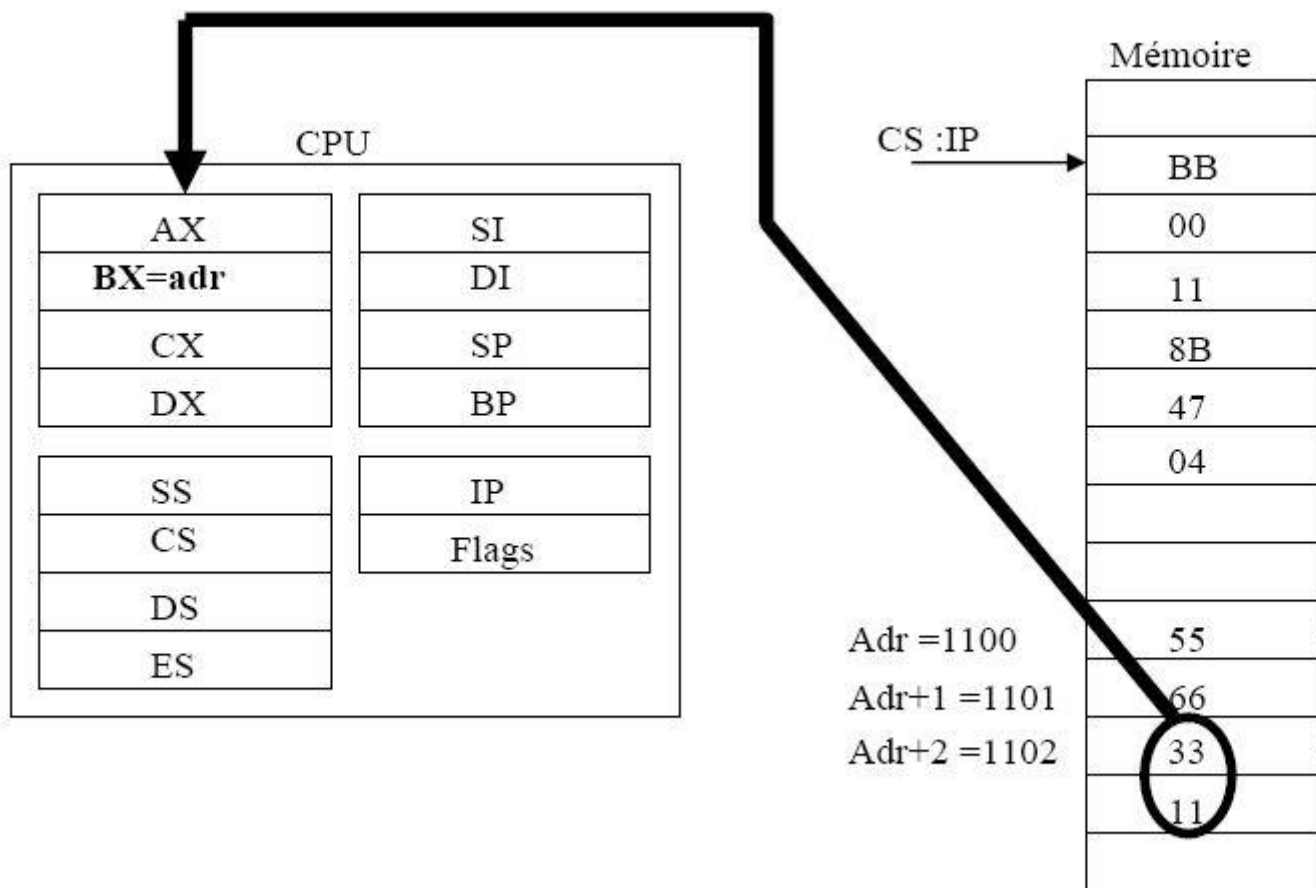 Mémoire
CPU
CS :IP
AX
BX=adr
CX
DX
SI
DI
SP
BP
SS
CS
DS
ES
IP
Flags
BB
00
11
8B
47
04
Adr =1100
55
Adr+1 =1101
66
Adr+2 =1102
33
11